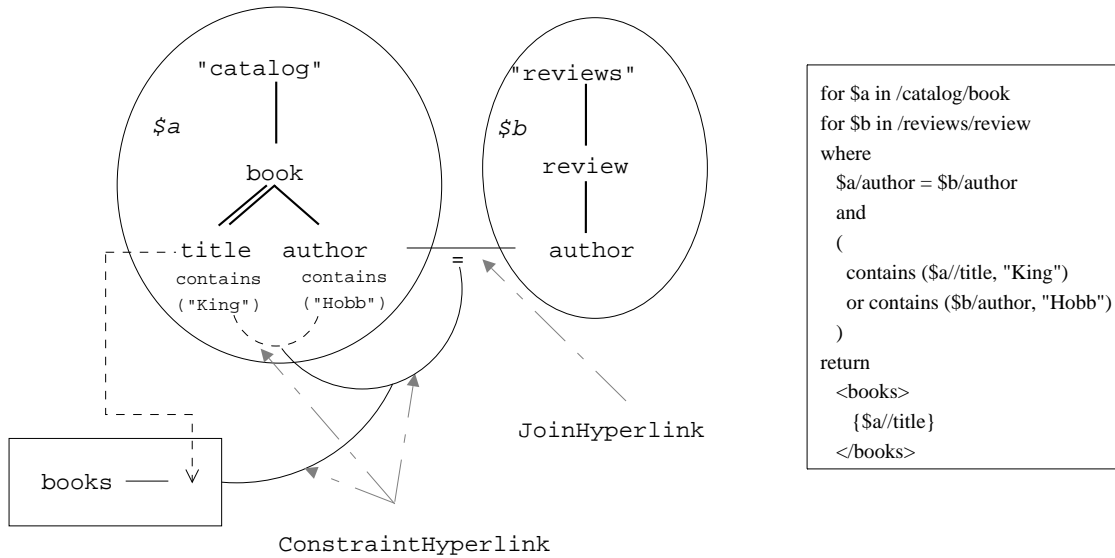 "catalog"
$a
book
title author
contains
("King")
contains
("Hobb")
=
"reviews"
$b
review
author
JoinHyperlink
books
ConstraintHyperlink
for $a in /catalog/book
for $b in /reviews/review
where
$a/author = $b/author
and
(
contains ($a//title, "King")
or contains ($b/author, "Hobb")
)
return
<books>
{$a//title}
</books>